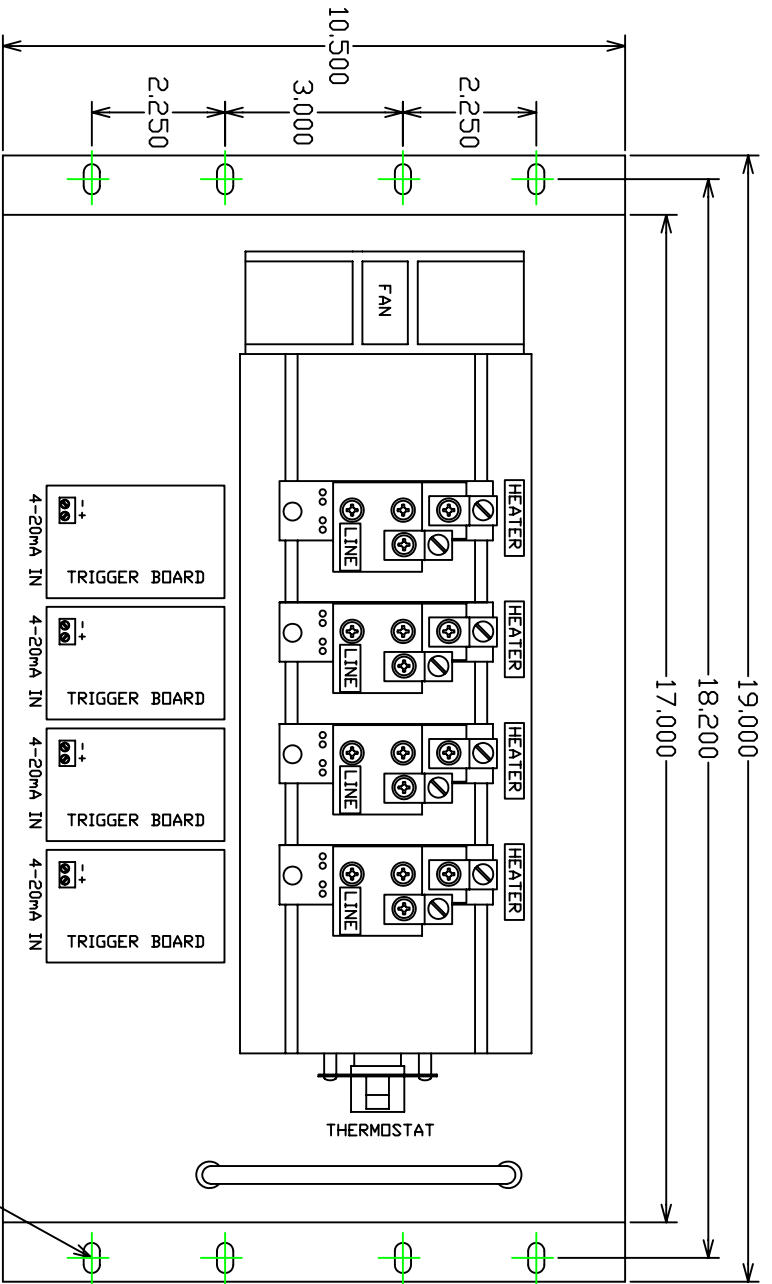 10.500
2.250
3.000
2.250
19.000
18.200
17.000
FAN
HEATER
HEATER
HEATER
HEATER
LINE
LINE
LINE
LINE
- +
TRIGGER BOARD
4-20mA IN
- +
TRIGGER BOARD
4-20mA IN
- +
TRIGGER BOARD
4-20mA IN
- +
TRIGGER BOARD
4-20mA IN
THERMOSTAT